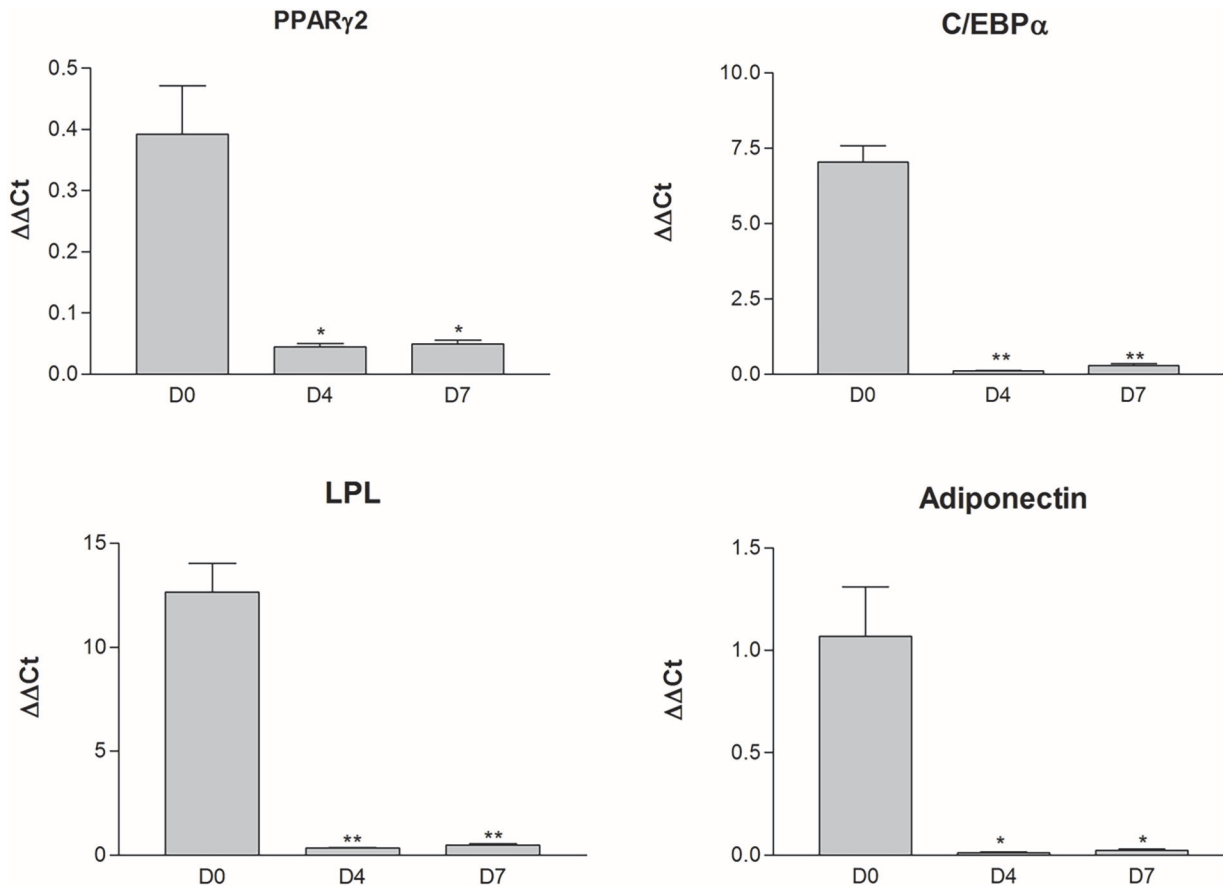 PPARγ2
0.5
0.4
0.3
0.2
0.1
0.0
ΔΔCt
*
*
D0 D4 D7
C/EBPα
10.0
7.5
5.0
2.5
0.0
ΔΔCt
**
**
D0 D4 D7
LPL
15
10
5
0
ΔΔCt
**
**
D0 D4 D7
Adiponectin
1.5
1.0
0.5
0.0
ΔΔCt
*
*
D0 D4 D7